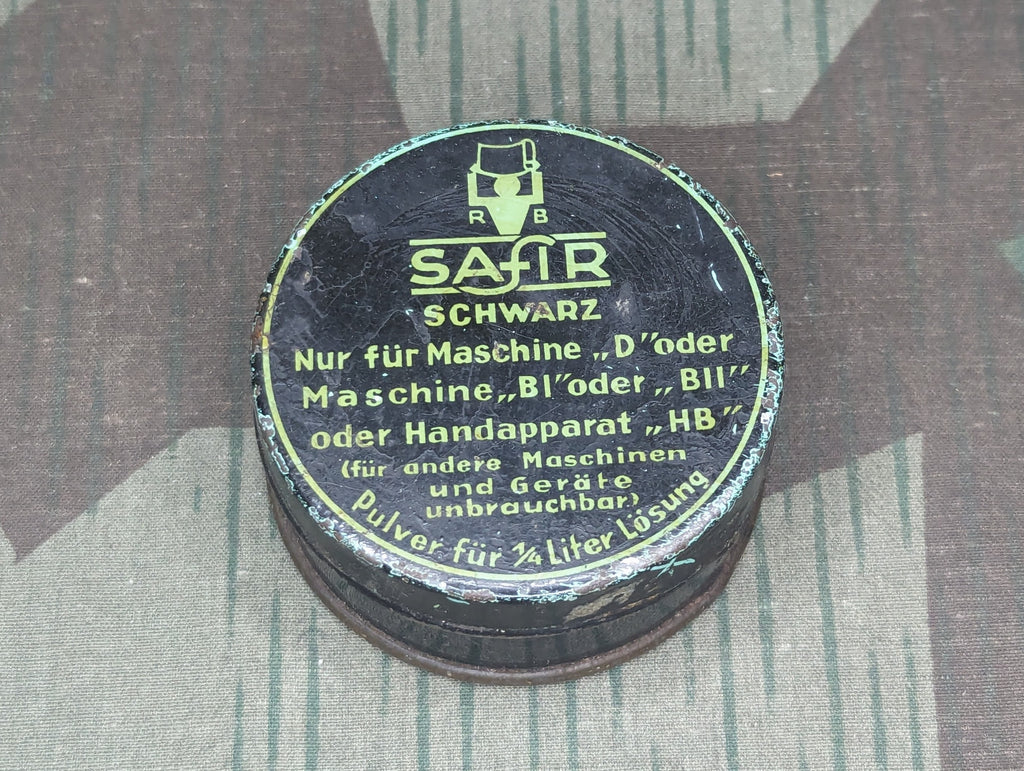 R B
SAfIR
SCHWARZ
Nur für Maschine „D" oder
Maschine „BI" oder „BII"
oder Handapparat „HB"
(für andere Maschinen
und Geräte
unbrauchbar)
Pulver für ¼ Liter Lösung